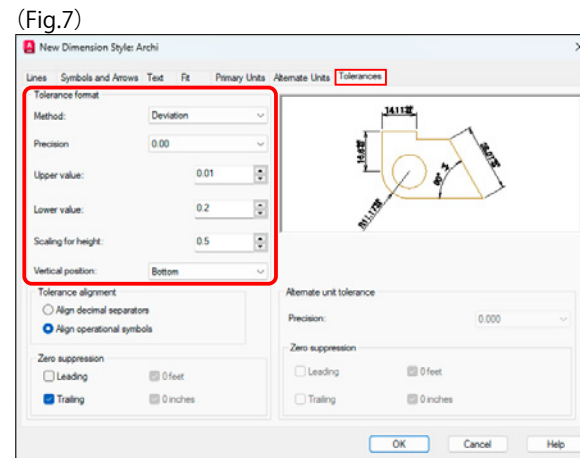 (Fig.7)
New Dimension Style: Archi
Lines Symbols and Arrows Text Fit Primary Units Alternate Units Tolerances
Tolerance format
Method: Deviation
Precision 0.00
Upper value: 0.01
Lower value: 0.2
Scaling for height: 0.5
Vertical position: Bottom
Tolerance alignment
Align decimal separators
Align operational symbols
Zero suppression
Leading 0 feet
Trailing 0 inches
Alternate unit tolerance
Precision: 0.000
Zero suppression
Leading 0 feet
Trailing 0 inches
OK Cancel Help